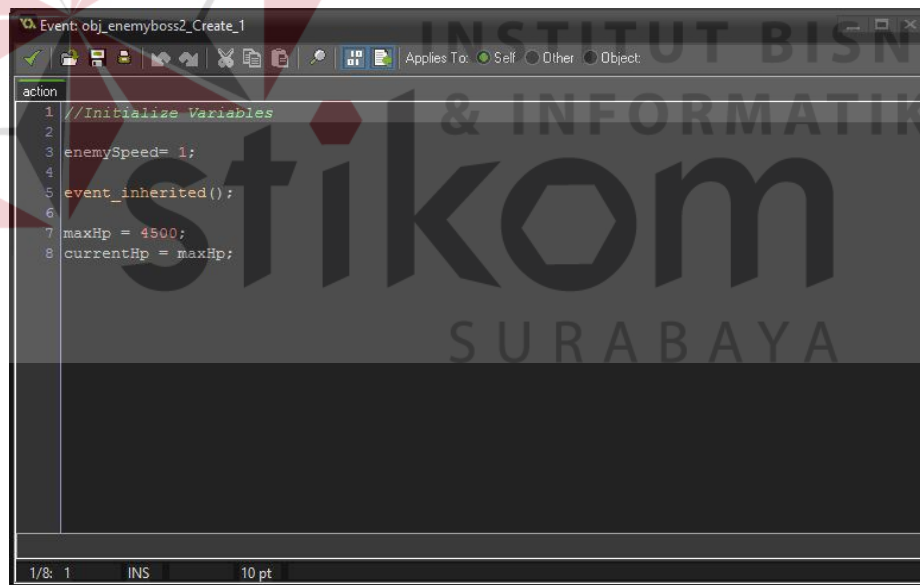 Event: obj_enemyboss2_Create_1
Applies To: Self Other Object:
action
1 //Initialize Variables
2
3 enemySpeed= 1;
4
5 event_inherited();
6
7 maxHp = 4500;
8 currentHp = maxHp;
INSTITUT BISN
& INFORMATIK
stikom
SURABAYA
1/8: 1 INS 10 pt